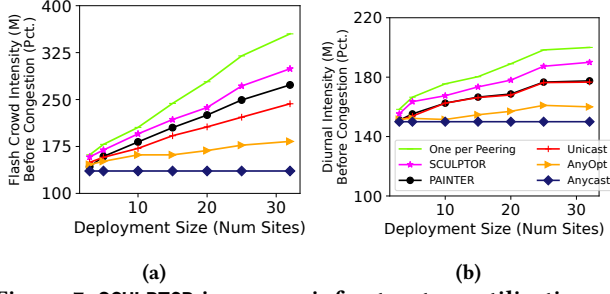 Flash Crowd Intensity (M)
Before Congestion (Pct.)
400
325
250
175
100
10
20
30
Deployment Size (Num Sites)
(a)
Diurnal Intensity (M)
Before Congestion (Pct.)
220
180
140
100
One per Peering
SCULPTOR
PAINTER
Unicast
AnyOpt
Anycast
10
20
30
Deployment Size (Num Sites)
(b)